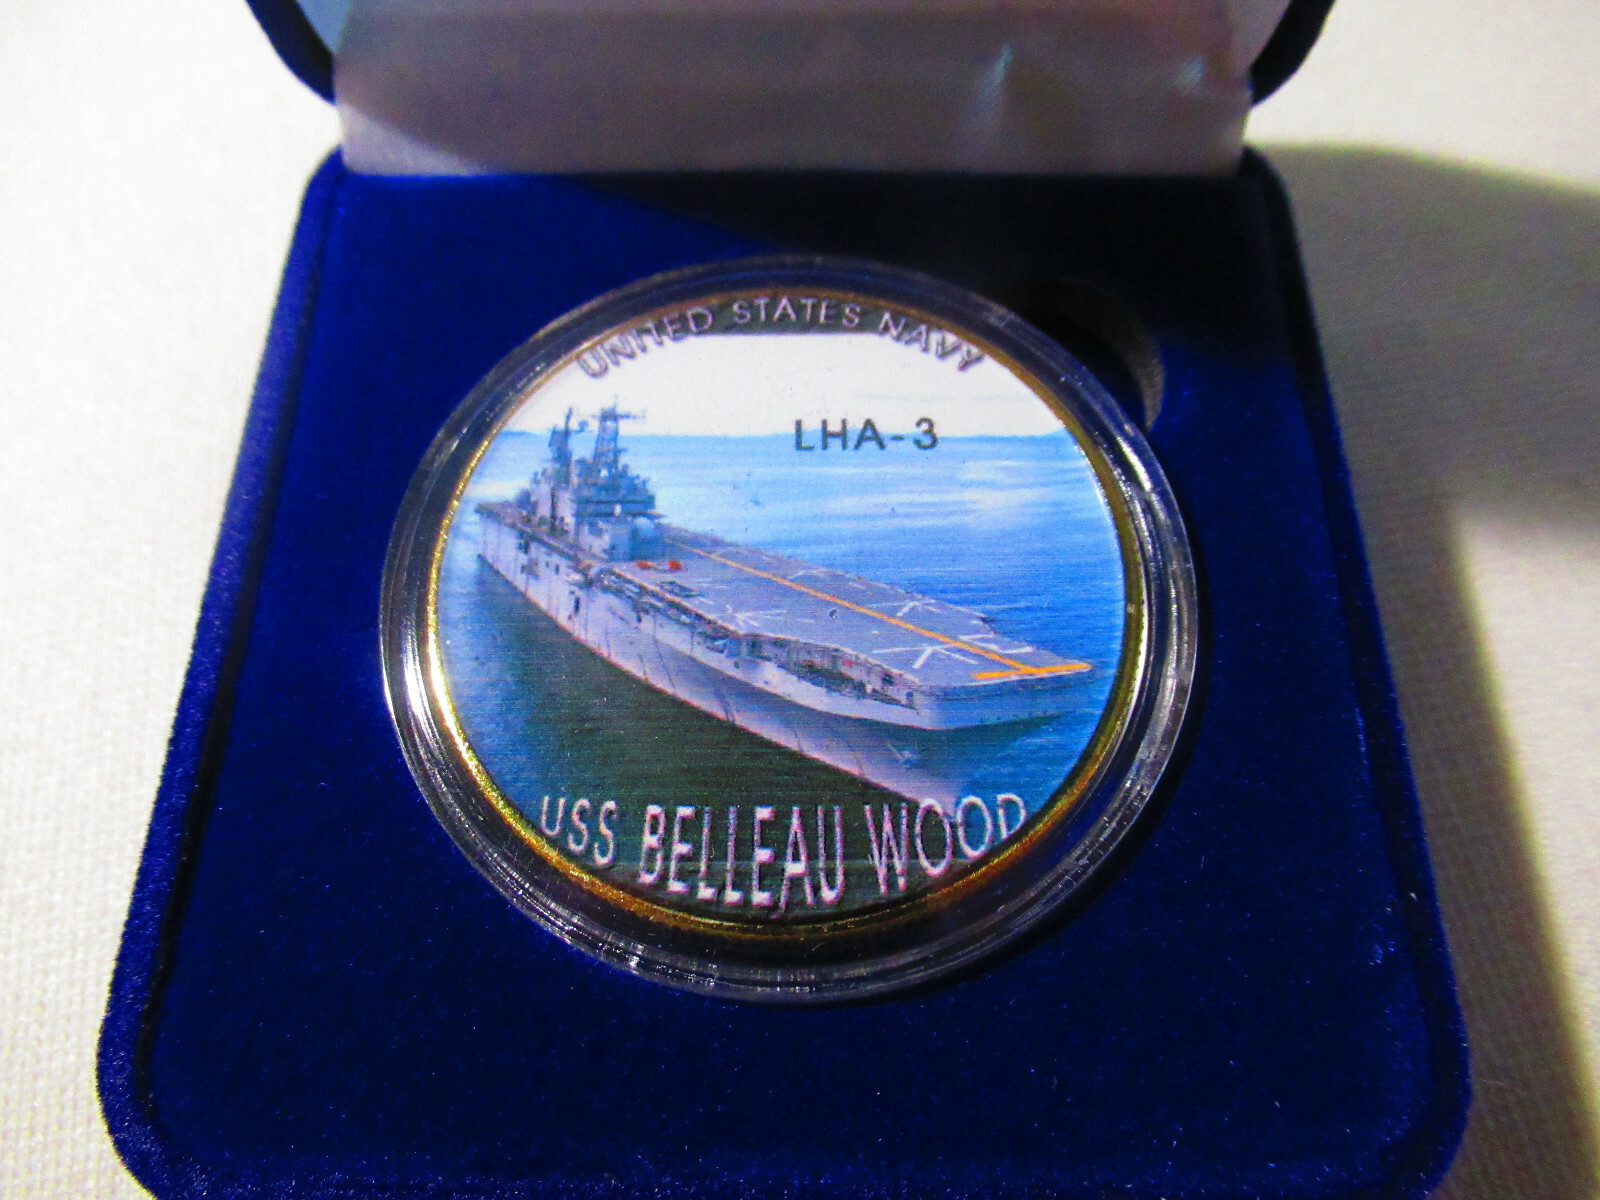 UNITED STATES NAVY
LHA-3
USS BELLEAU WOOD